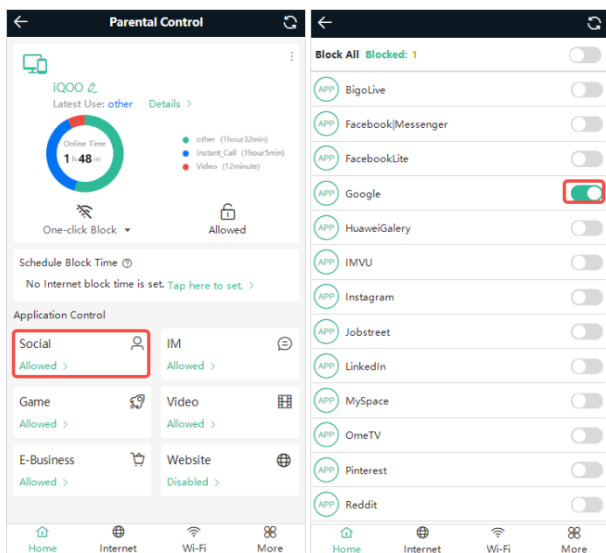 Parental Control
iQOO
Latest Use: other Details >
Online Time
1 h 48 m
other (1hour32min)
Instant_Call (1hour5min)
Video (12minute)
One-click Block
Allowed
Schedule Block Time
No Internet block time is set. Tap here to set. >
Application Control
Social
Allowed >
IM
Allowed >
Game
Allowed >
Video
Allowed >
E-Business
Allowed >
Website
Disabled >
Home Internet Wi-Fi More
Block All Blocked: 1
APP BigoLive
APP Facebook|Messenger
APP FacebookLite
APP Google
APP HuaweiGalery
APP IMVU
APP Instagram
APP Jobstreet
APP LinkedIn
APP MySpace
APP OmeTV
APP Pinterest
APP Reddit
Home Internet Wi-Fi More